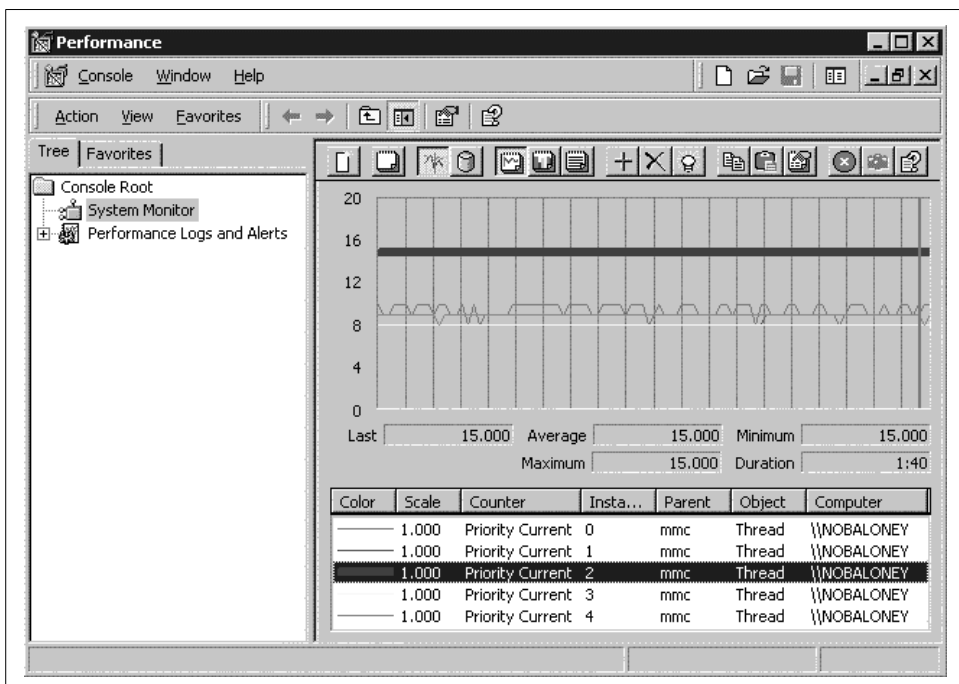 Performance
Console Window Help
Action View Favorites
Tree Favorites
Console Root
System Monitor
Performance Logs and Alerts
20
16
12
8
4
0
Last 15.000 Average 15.000 Minimum 15.000
Maximum 15.000 Duration 1:40
Color Scale Counter Insta... Parent Object Computer
1.000 Priority Current 0 mmc Thread \\NOBALONEY
1.000 Priority Current 1 mmc Thread \\NOBALONEY
1.000 Priority Current 2 mmc Thread \\NOBALONEY
1.000 Priority Current 3 mmc Thread \\NOBALONEY
1.000 Priority Current 4 mmc Thread \\NOBALONEY